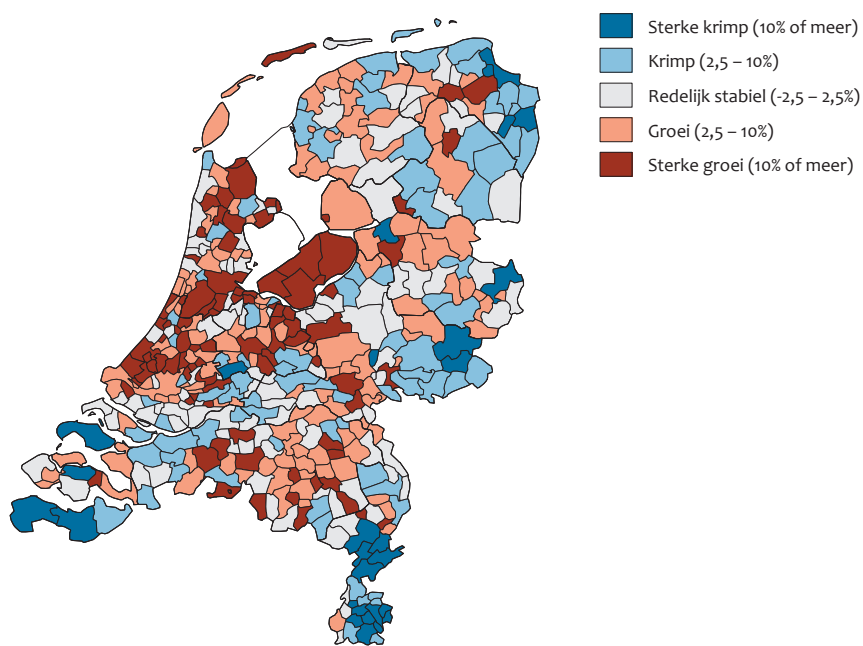 Sterke krimp (10% of meer)
Krimp (2,5 – 10%)
Redelijk stabiel (-2,5 – 2,5%)
Groei (2,5 – 10%)
Sterke groei (10% of meer)